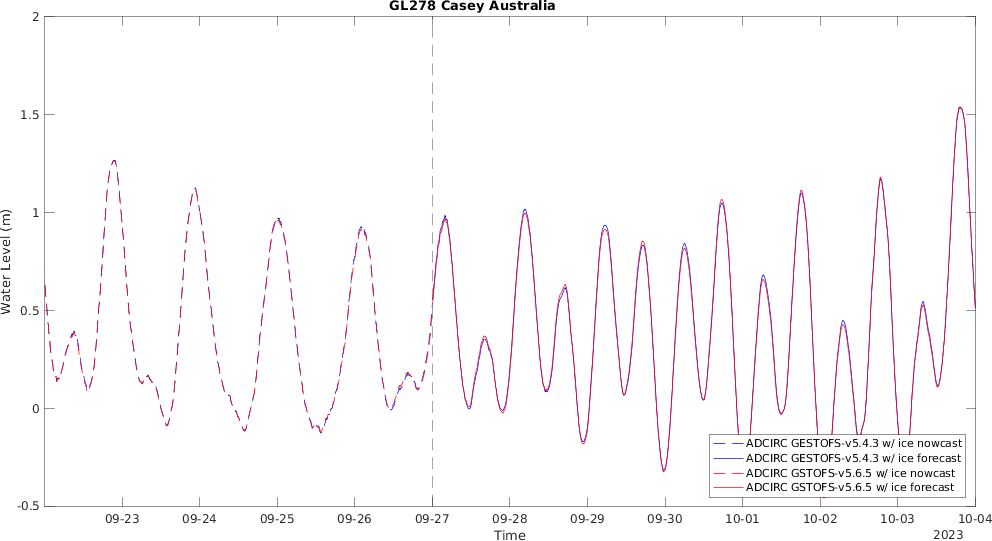 GL278 Casey Australia
2
1.5
1
0.5
0
-0.5
Water Level (m)
ADCIRC GESTOFS-v5.4.3 w/ ice nowcast
ADCIRC GESTOFS-v5.4.3 w/ ice forecast
ADCIRC GSTOFS-v5.6.5 w/ ice nowcast
ADCIRC GSTOFS-v5.6.5 w/ ice forecast
09-23 09-24 09-25 09-26 09-27 09-28 09-29 09-30 10-01 10-02 10-03 10-04
Time
2023